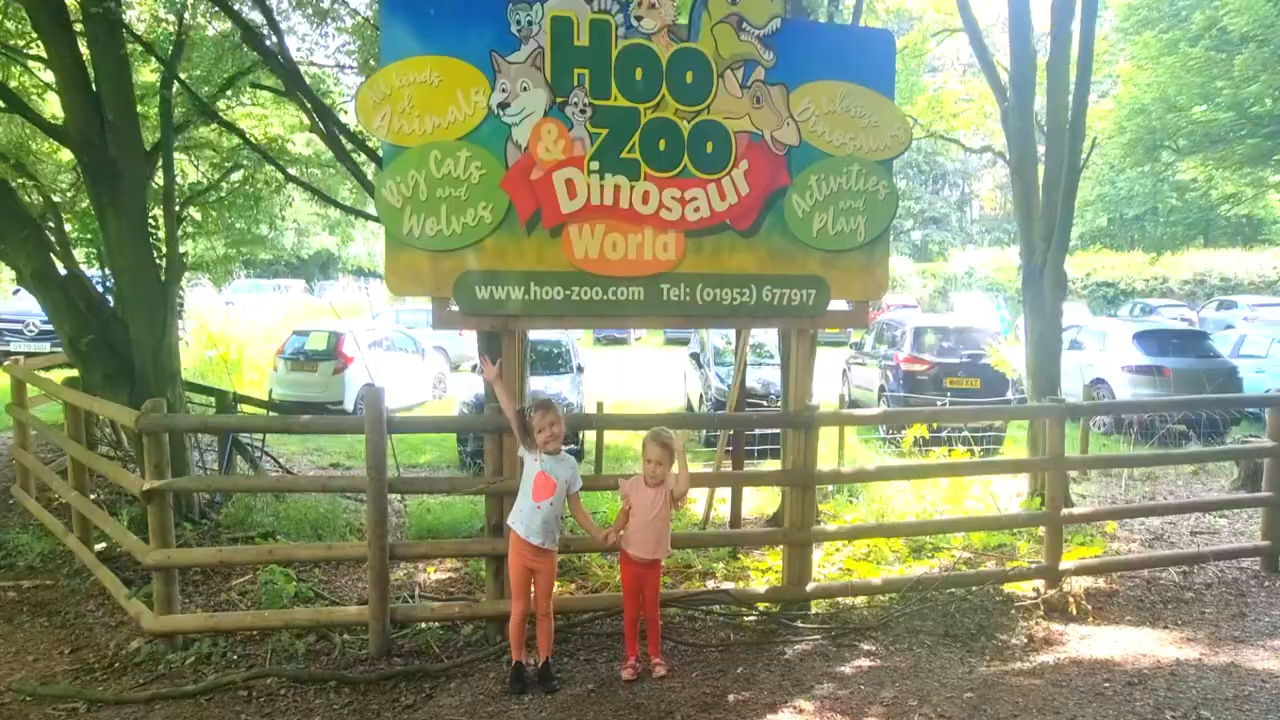 All kinds
of
Animals
Big Cats
and
Wolves
Hoo
Zoo
&
Dinosaur
World
Dinosaurs
Activities
and
Play
www.hoo-zoo.com Tel: (01952) 677917